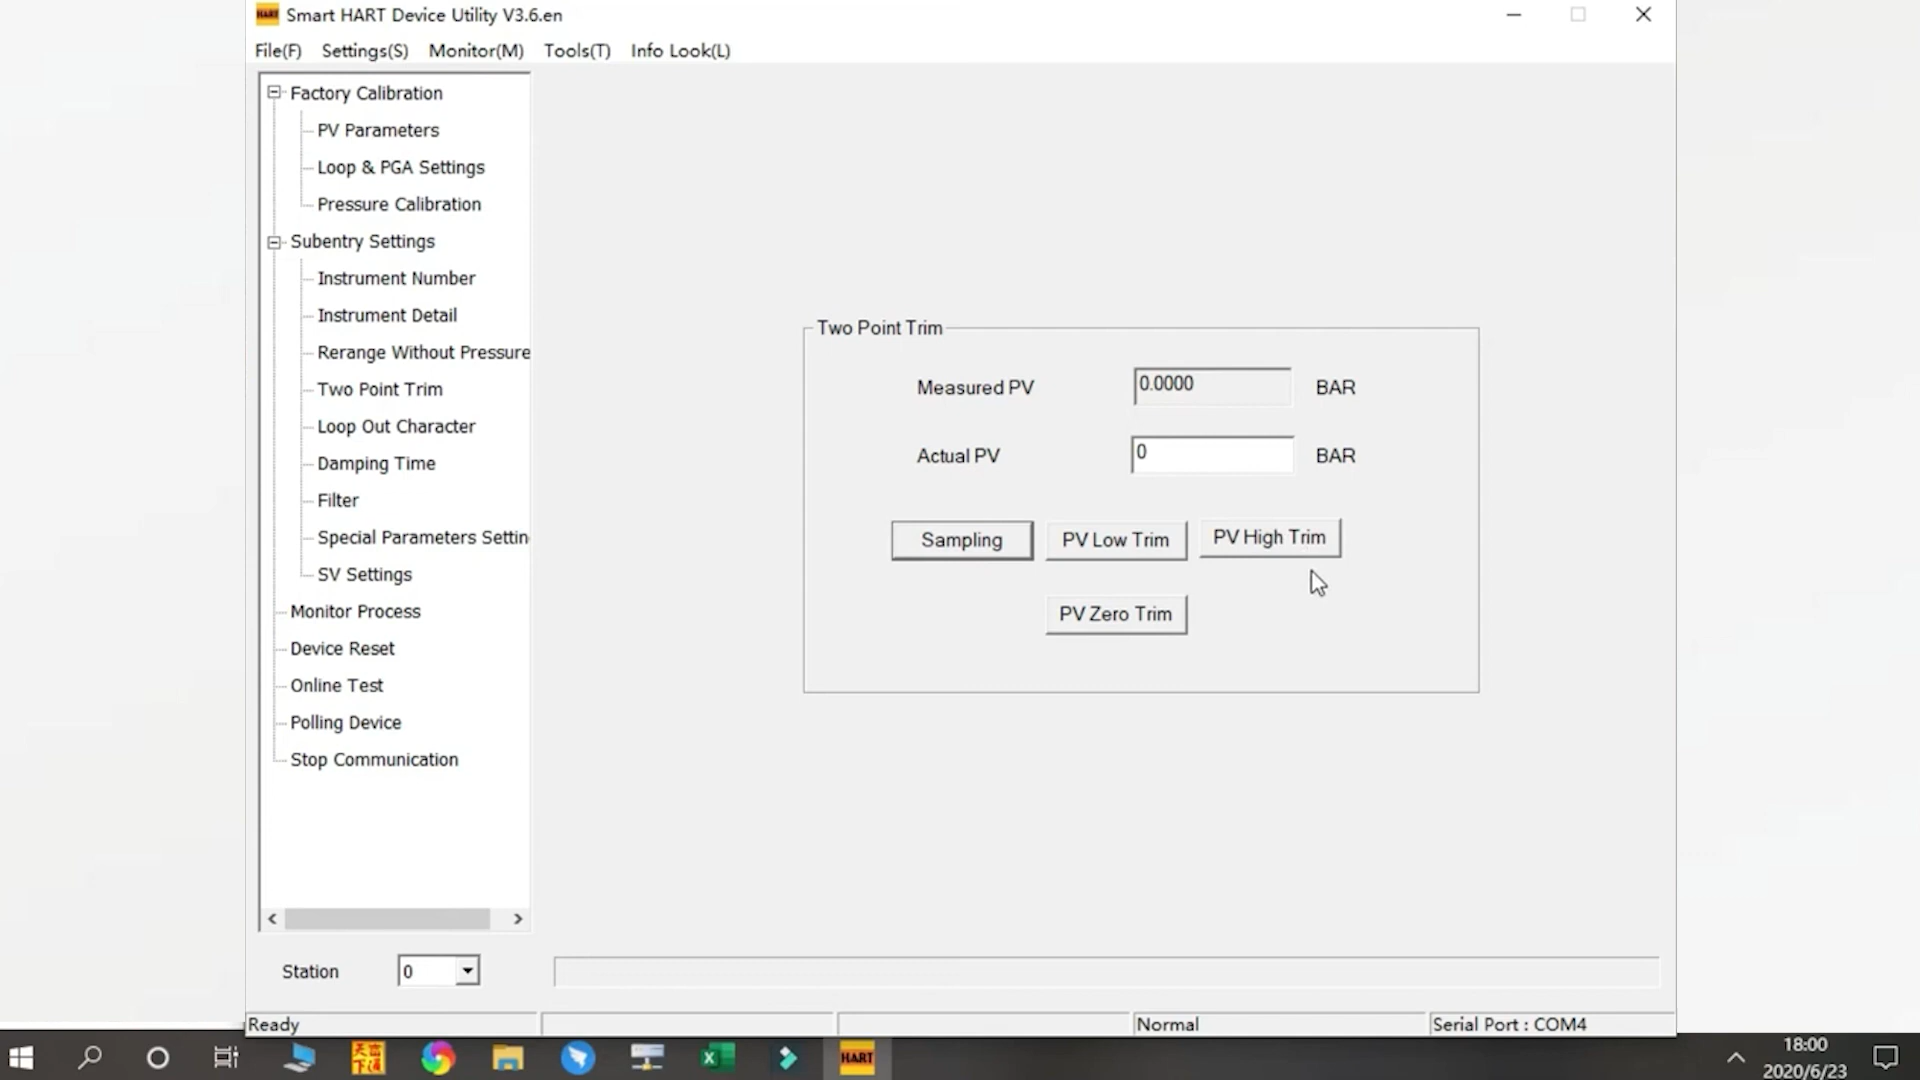 HART Smart HART Device Utility V3.6.en
File(F) Settings(S) Monitor(M) Tools(T) Info Look(L)
Factory Calibration
PV Parameters
Loop & PGA Settings
Pressure Calibration
Subentry Settings
Instrument Number
Instrument Detail
Rerange Without Pressure
Two Point Trim
Loop Out Character
Damping Time
Filter
Special Parameters Settin
SV Settings
Monitor Process
Device Reset
Online Test
Polling Device
Stop Communication
Two Point Trim
Measured PV 0.0000 BAR
Actual PV 0 BAR
Sampling PV Low Trim PV High Trim
PV Zero Trim
Station 0
Ready Normal Serial Port : COM4
HART
18:00
2020/6/23